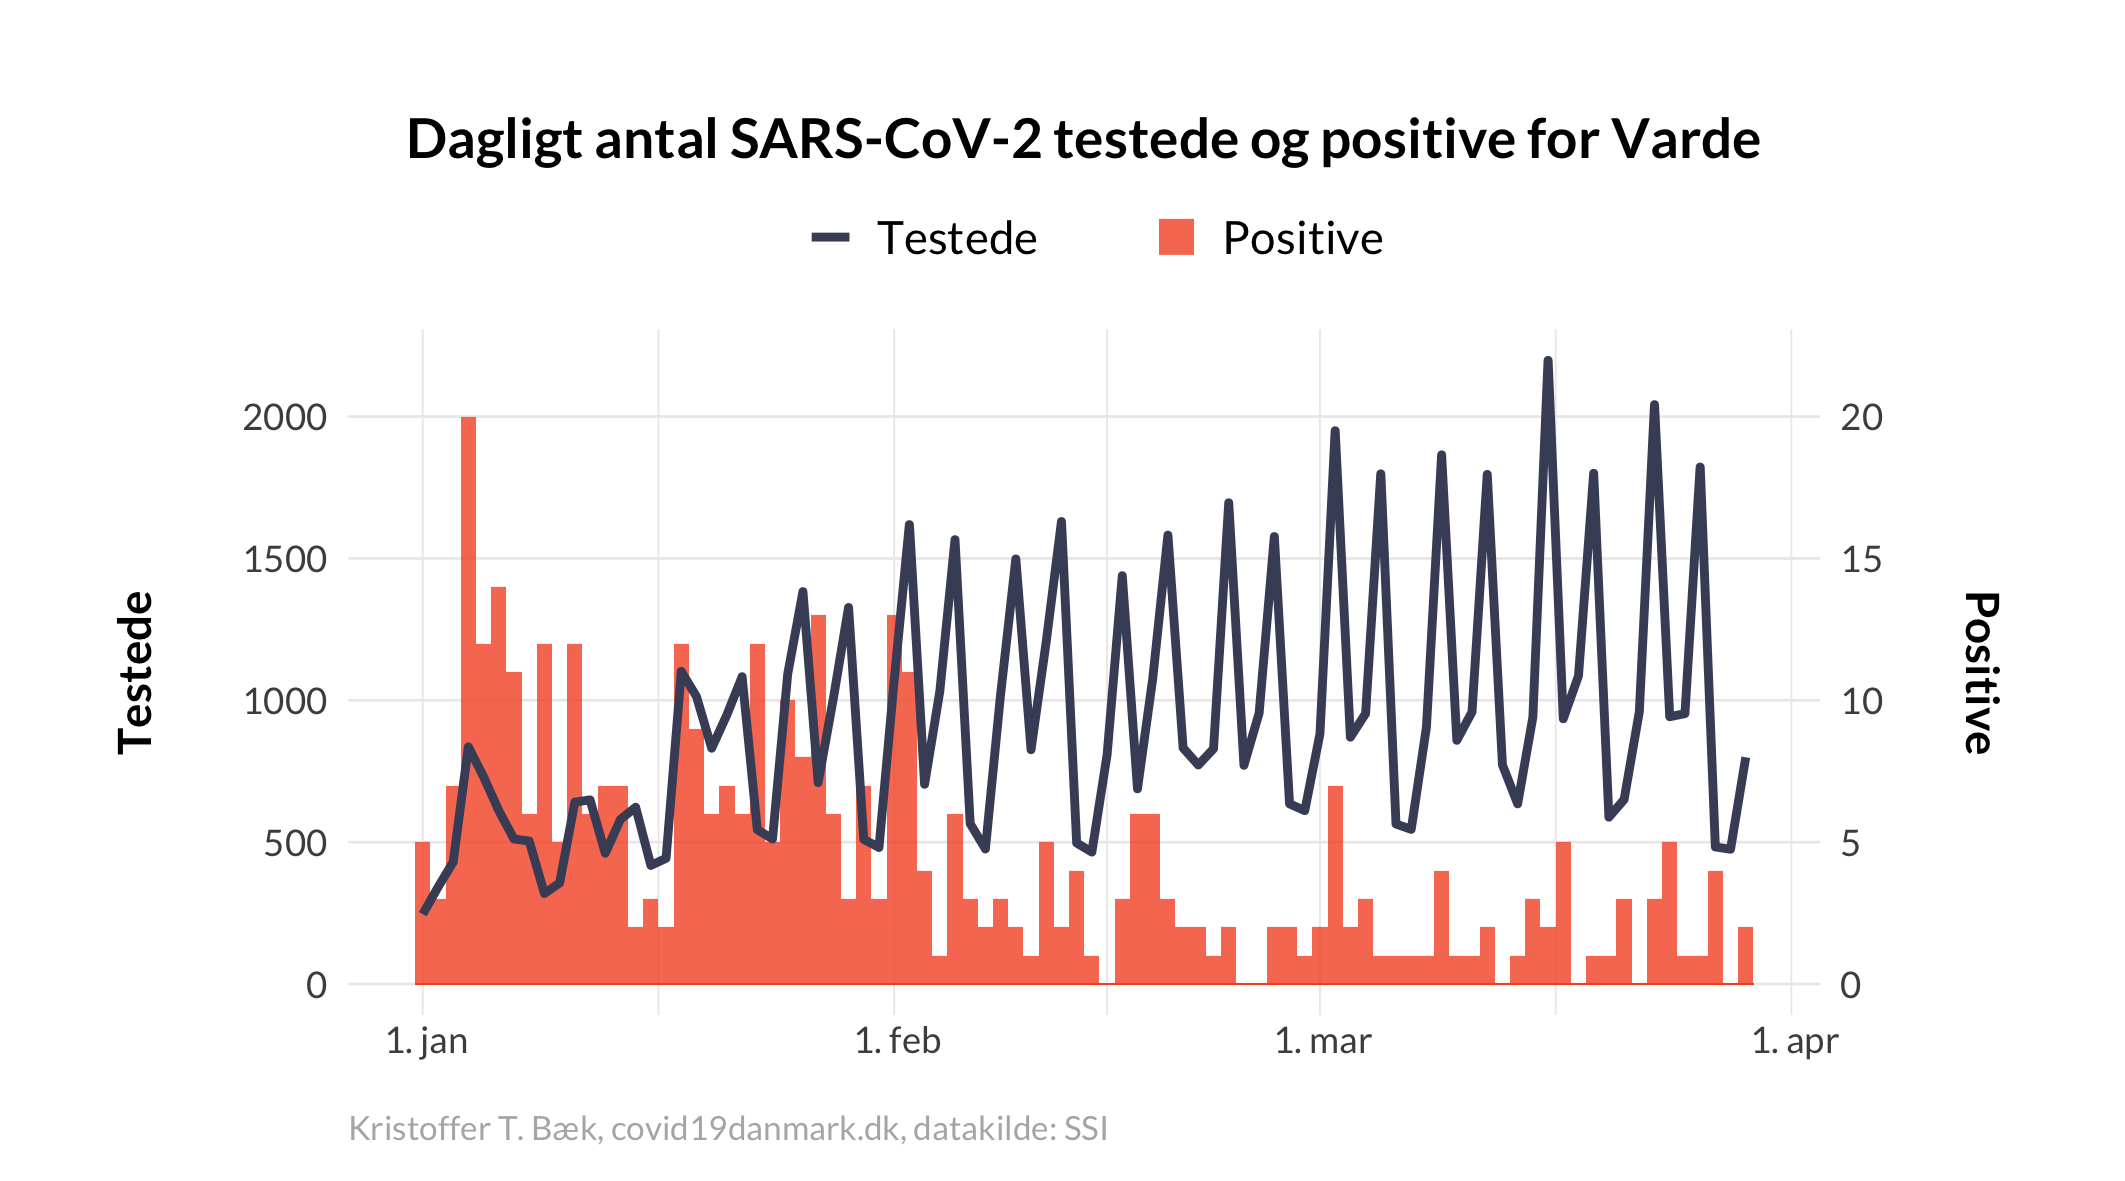 Dagligt antal SARS-CoV-2 testede og positive for Varde
Testede
Positive
2000
1500
1000
500
0
Testede
20
15
10
5
0
Positive
1. jan
1. feb
1. mar
1. apr
Kristoffer T. Bæk, covid19danmark.dk, datakilde: SSI